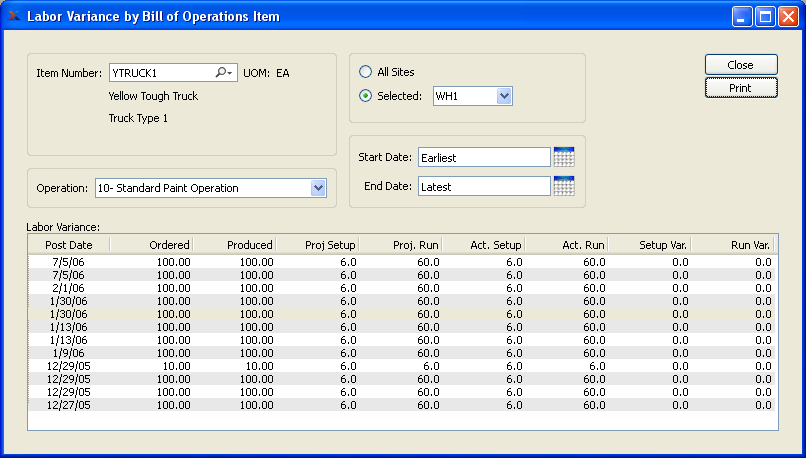 Labor Variance by Bill of Operations Item
Item Number: YTRUCK1 UOM: EA
Yellow Tough Truck
Truck Type 1
All Sites
Selected: WH1
Close
Print
Operation: 10- Standard Paint Operation
Start Date: Earliest
End Date: Latest
Labor Variance:
Post Date Ordered Produced Proj Setup Proj. Run Act. Setup Act. Run Setup Var. Run Var.
7/5/06 100.00 100.00 6.0 60.0 6.0 60.0 0.0 0.0
7/5/06 100.00 100.00 6.0 60.0 6.0 60.0 0.0 0.0
2/1/06 100.00 100.00 6.0 60.0 6.0 60.0 0.0 0.0
1/30/06 100.00 100.00 6.0 60.0 6.0 60.0 0.0 0.0
1/30/06 100.00 100.00 6.0 60.0 6.0 60.0 0.0 0.0
1/13/06 100.00 100.00 6.0 60.0 6.0 60.0 0.0 0.0
1/13/06 100.00 100.00 6.0 60.0 6.0 60.0 0.0 0.0
1/9/06 100.00 100.00 6.0 60.0 6.0 60.0 0.0 0.0
12/29/05 10.00 10.00 6.0 6.0 6.0 6.0 0.0 0.0
12/29/05 100.00 100.00 6.0 60.0 6.0 60.0 0.0 0.0
12/29/05 100.00 100.00 6.0 60.0 6.0 60.0 0.0 0.0
12/27/05 100.00 100.00 6.0 60.0 6.0 60.0 0.0 0.0